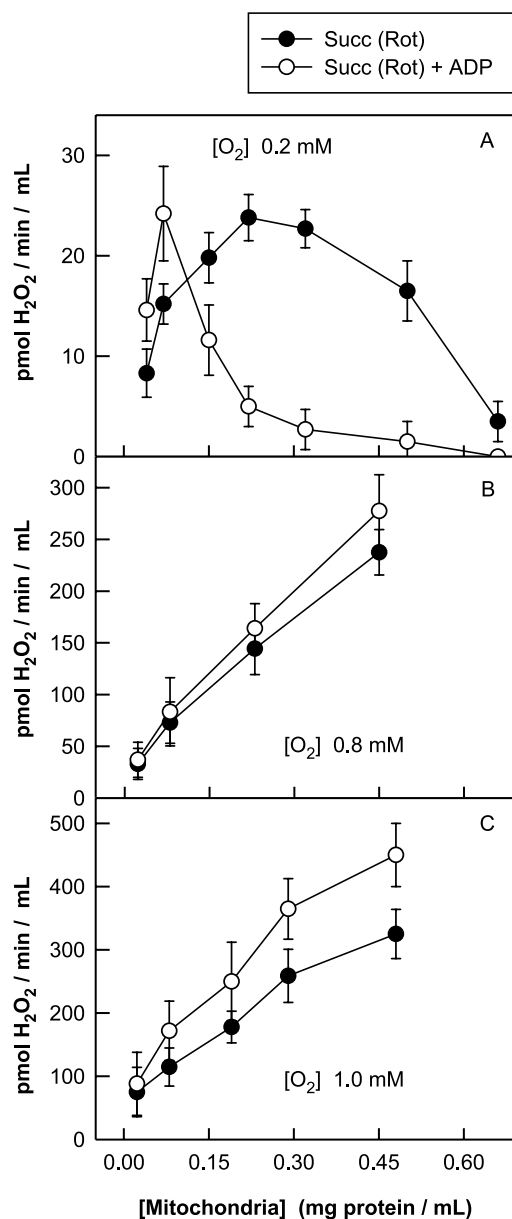 Succ (Rot)
Succ (Rot) + ADP
A
[O₂] 0.2 mM
30
20
10
0
pmol H₂O₂ / min / mL
B
300
250
200
150
100
50
0
[O₂] 0.8 mM
pmol H₂O₂ / min / mL
C
500
400
300
200
100
0
[O₂] 1.0 mM
pmol H₂O₂ / min / mL
0.00 0.15 0.30 0.45 0.60
[Mitochondria] (mg protein / mL)